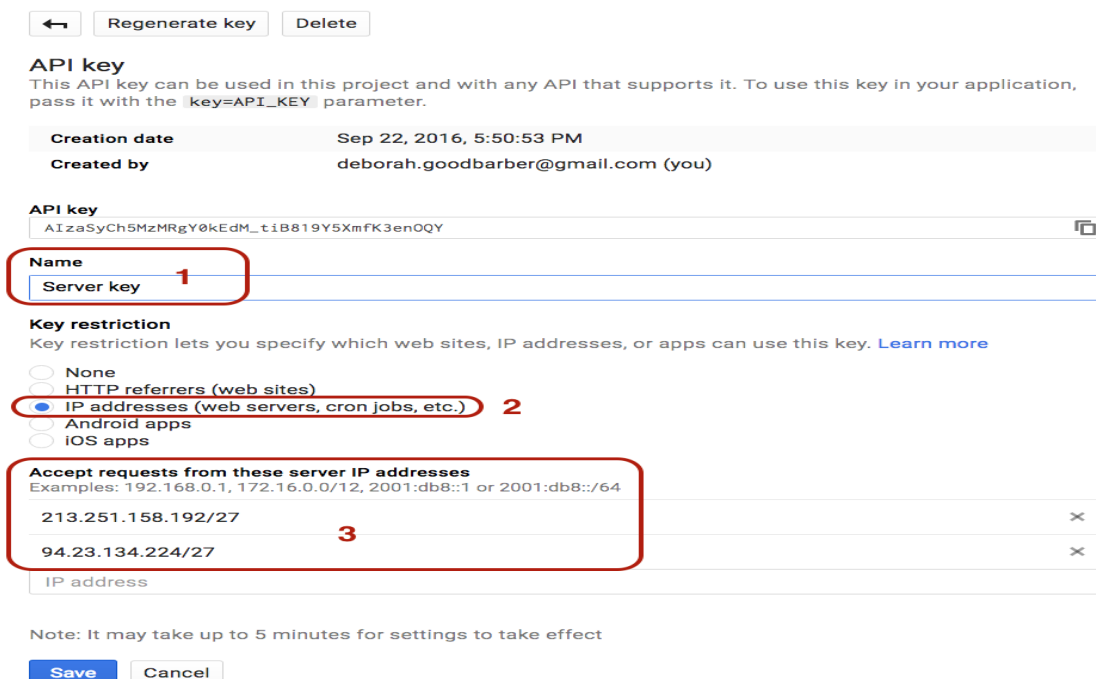 Regenerate key Delete
API key
This API key can be used in this project and with any API that supports it. To use this key in your application,
pass it with the key=API_KEY parameter.
Creation date Sep 22, 2016, 5:50:53 PM
Created by deborah.goodbarber@gmail.com (you)
API key
AIzaSyCh5MzMRgY0kEdM_tiB819Y5XmfK3enOQY
Name
1
Server key
Key restriction
Key restriction lets you specify which web sites, IP addresses, or apps can use this key. Learn more
None
HTTP referrers (web sites)
IP addresses (web servers, cron jobs, etc.) 2
Android apps
iOS apps
Accept requests from these server IP addresses
Examples: 192.168.0.1, 172.16.0.0/12, 2001:db8::1 or 2001:db8::/64
213.251.158.192/27
3
94.23.134.224/27
IP address
Note: It may take up to 5 minutes for settings to take effect
Save Cancel